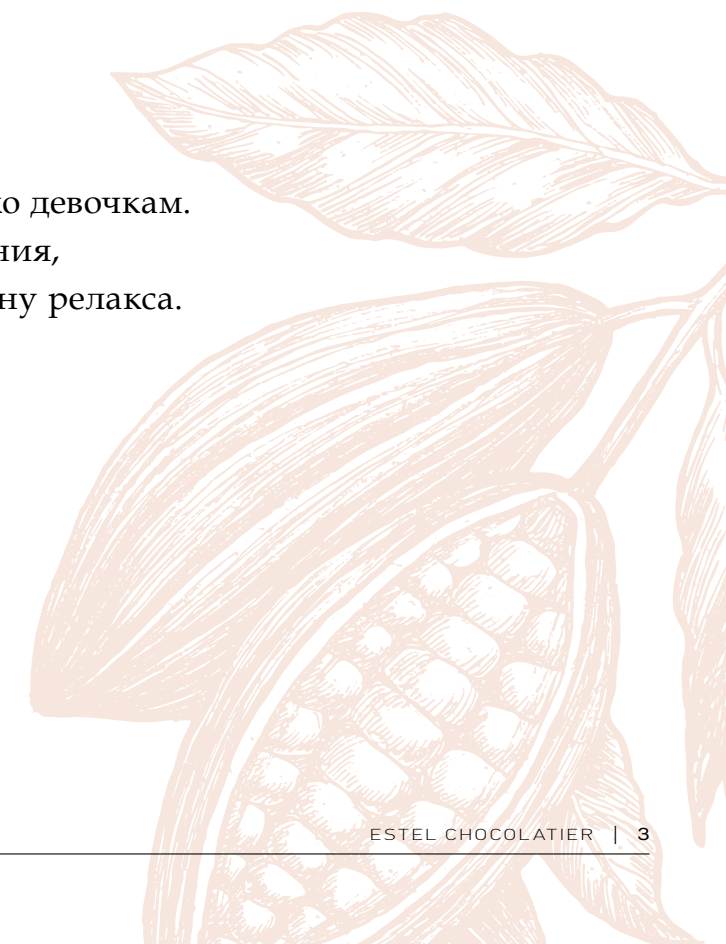 о девочкам.
ния,
ну релакса.
ESTEL CHOCOLATIER | 3